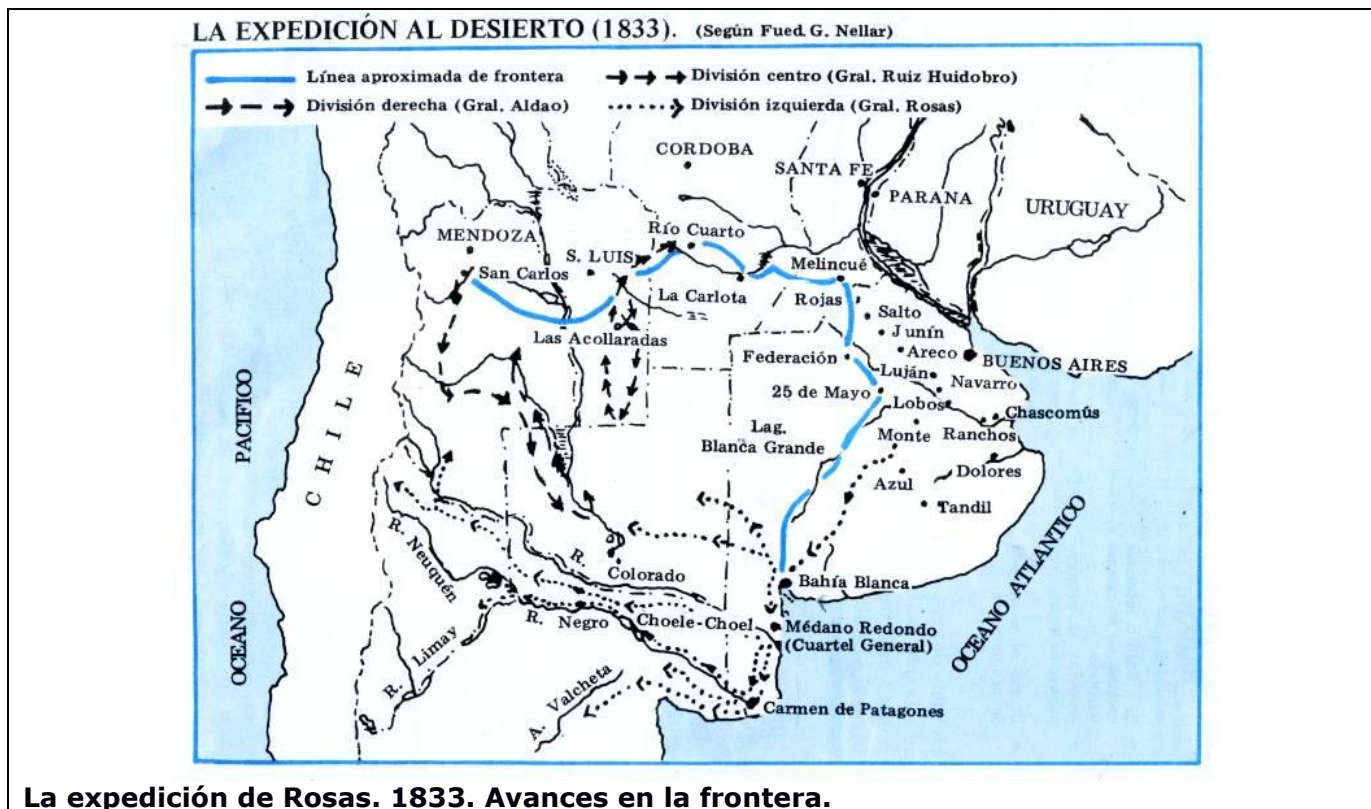 LA EXPEDICIÓN AL DESIERTO (1833). (Según Fued. G. Nellar)
Línea aproximada de frontera
División centro (Gral. Ruiz Huidobro)
División derecha (Gral. Aldao)
División izquierda (Gral. Rosas)
CORDOBA
SANTA FE
PARANA
URUGUAY
Río Cuarto
MENDOZA
S. LUIS
Melincué
San Carlos
La Carlota
Rojas
Salto
Junín
Las Acollaradas
Areco
BUENOS AIRES
Federación
Luján
Navarro
25 de Mayo
Lobos
Chascomús
Lag.
Blanca Grande
Monte
Ranchos
Dolores
Azul
Tandil
OCEANO PACIFICO
CHILE
R. Neuquén
R. Colorado
Bahía Blanca
OCEANO ATLANTICO
R. Negro
Choele-Choel
Médano Redondo
(Cuartel General)
R. Limay
A. Valcheta
Carmen de Patagones
La expedición de Rosas. 1833. Avances en la frontera.